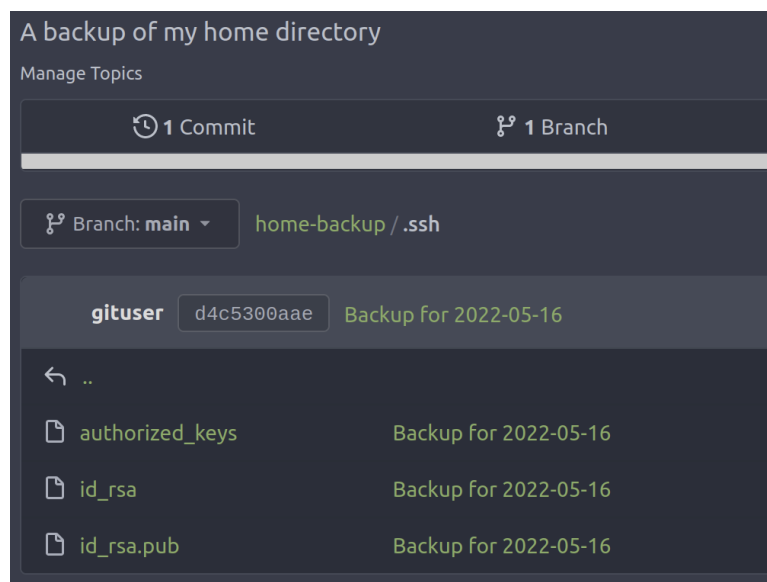 A backup of my home directory
Manage Topics
1 Commit 1 Branch
Branch: main home-backup / .ssh
gituser d4c5300aae Backup for 2022-05-16
..
authorized_keys Backup for 2022-05-16
id_rsa Backup for 2022-05-16
id_rsa.pub Backup for 2022-05-16